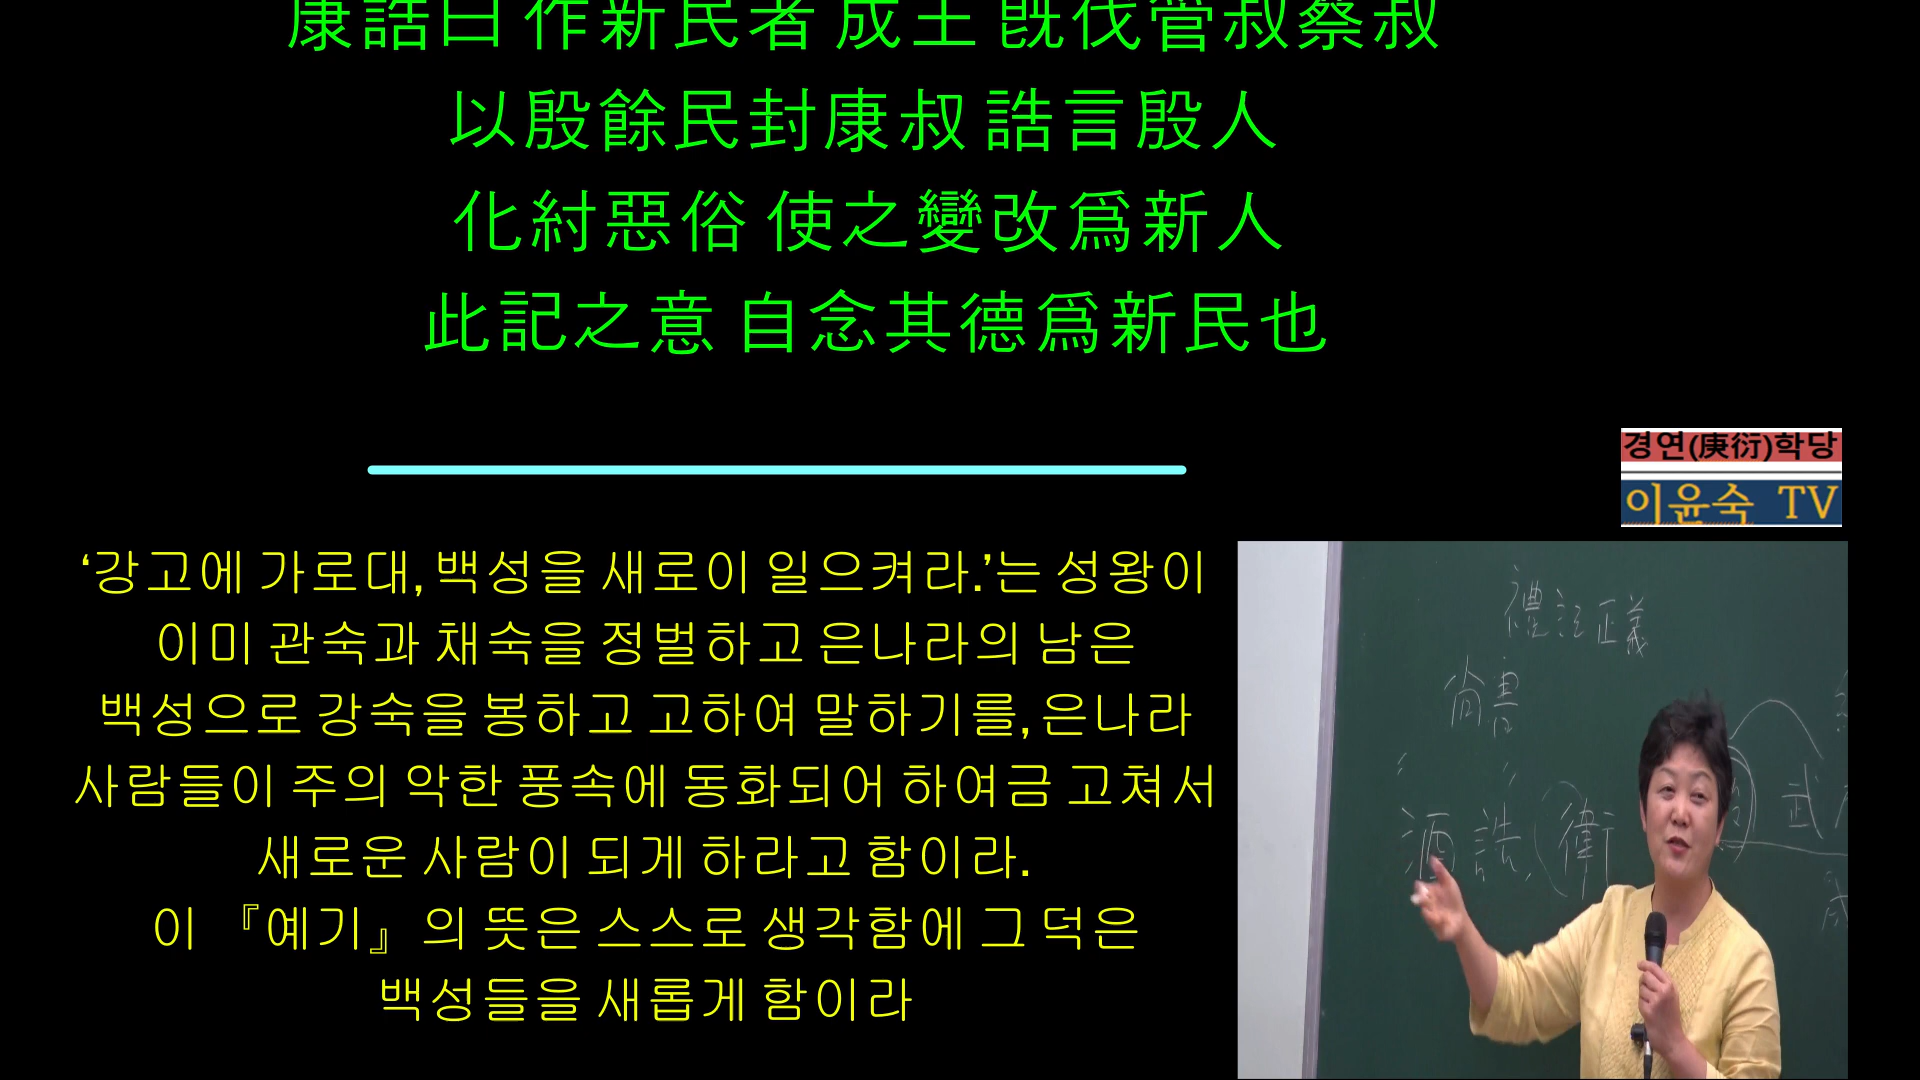 康誥曰 作新民者 成王 旣伐管叔蔡叔
以殷餘民封康叔 誥言殷人
化紂惡俗 使之變改爲新人
此記之意 自念其德爲新民也
경연(庚衍)학당
이윤숙 TV
‘강고에 가로대, 백성을 새로이 일으켜라.’는 성왕이
이미 관숙과 채숙을 정벌하고 은나라의 남은
백성으로 강숙을 봉하고 고하여 말하기를, 은나라
사람들이 주의 악한 풍속에 동화되어 하여금 고쳐서
새로운 사람이 되게 하라고 함이라.
이 『예기』의 뜻은 스스로 생각함에 그 덕은
백성들을 새롭게 함이라
禮記正義
尙書
酒誥(衛
武